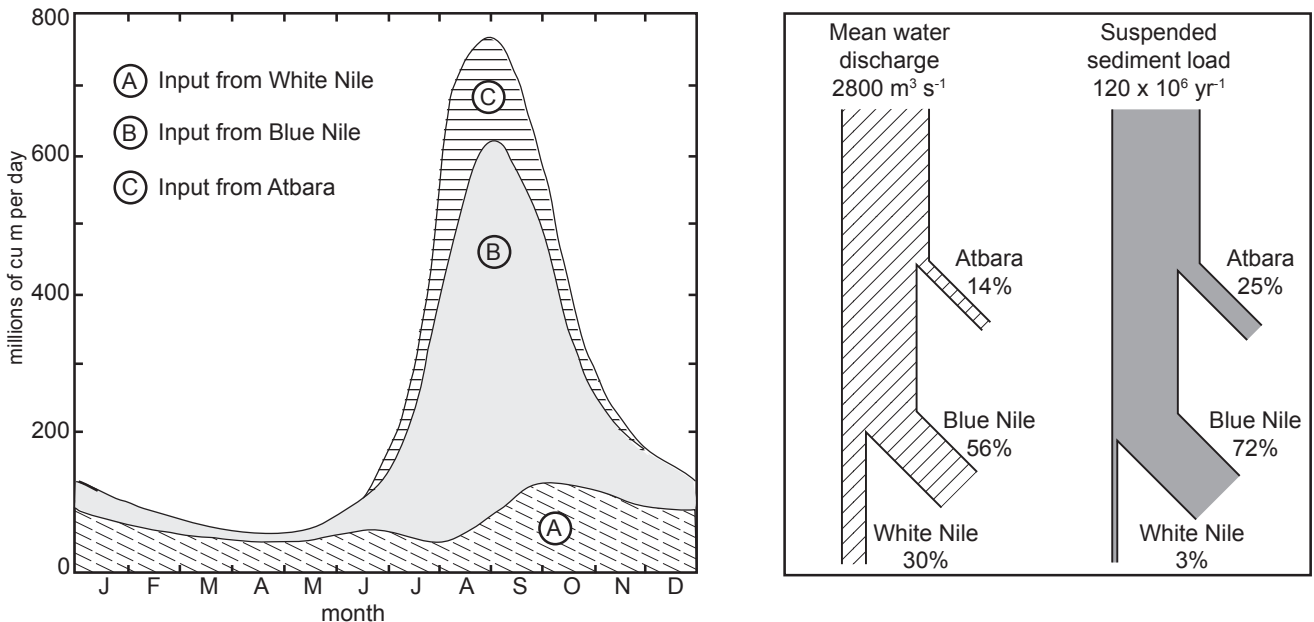 800
600
400
200
0
millions of cu m per day
A Input from White Nile
B Input from Blue Nile
C Input from Atbara
C
B
A
J F M A M J J A S O N D
month
Mean water
discharge
2800 m³ s⁻¹
Suspended
sediment load
120 x 10⁶ yr⁻¹
Atbara
14%
Atbara
25%
Blue Nile
56%
Blue Nile
72%
White Nile
30%
White Nile
3%